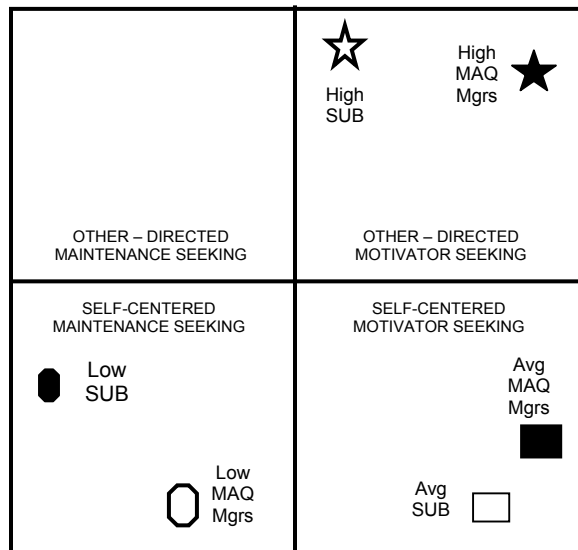 High
SUB
High
MAQ
Mgrs
OTHER – DIRECTED
MAINTENANCE SEEKING
OTHER – DIRECTED
MOTIVATOR SEEKING
SELF-CENTERED
MAINTENANCE SEEKING
SELF-CENTERED
MOTIVATOR SEEKING
Low
SUB
Low
MAQ
Mgrs
Avg
MAQ
Mgrs
Avg
SUB